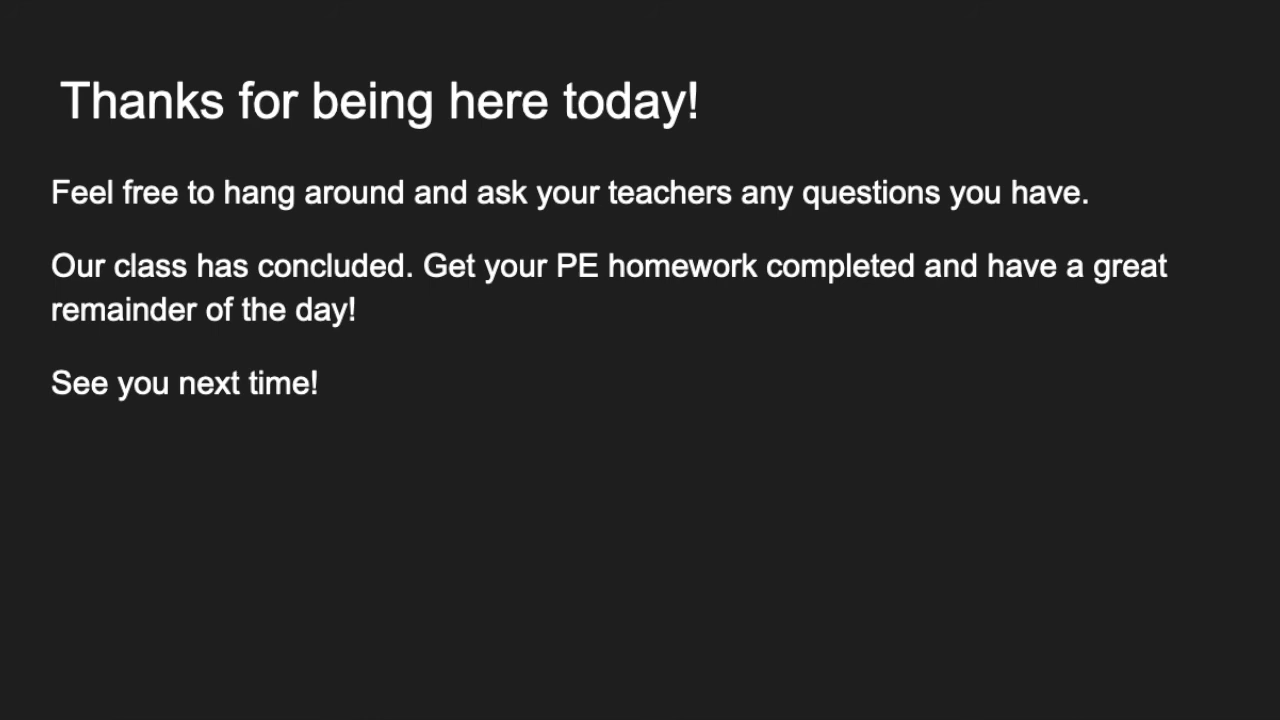 Thanks for being here today!
Feel free to hang around and ask your teachers any questions you have.
Our class has concluded. Get your PE homework completed and have a great
remainder of the day!
See you next time!